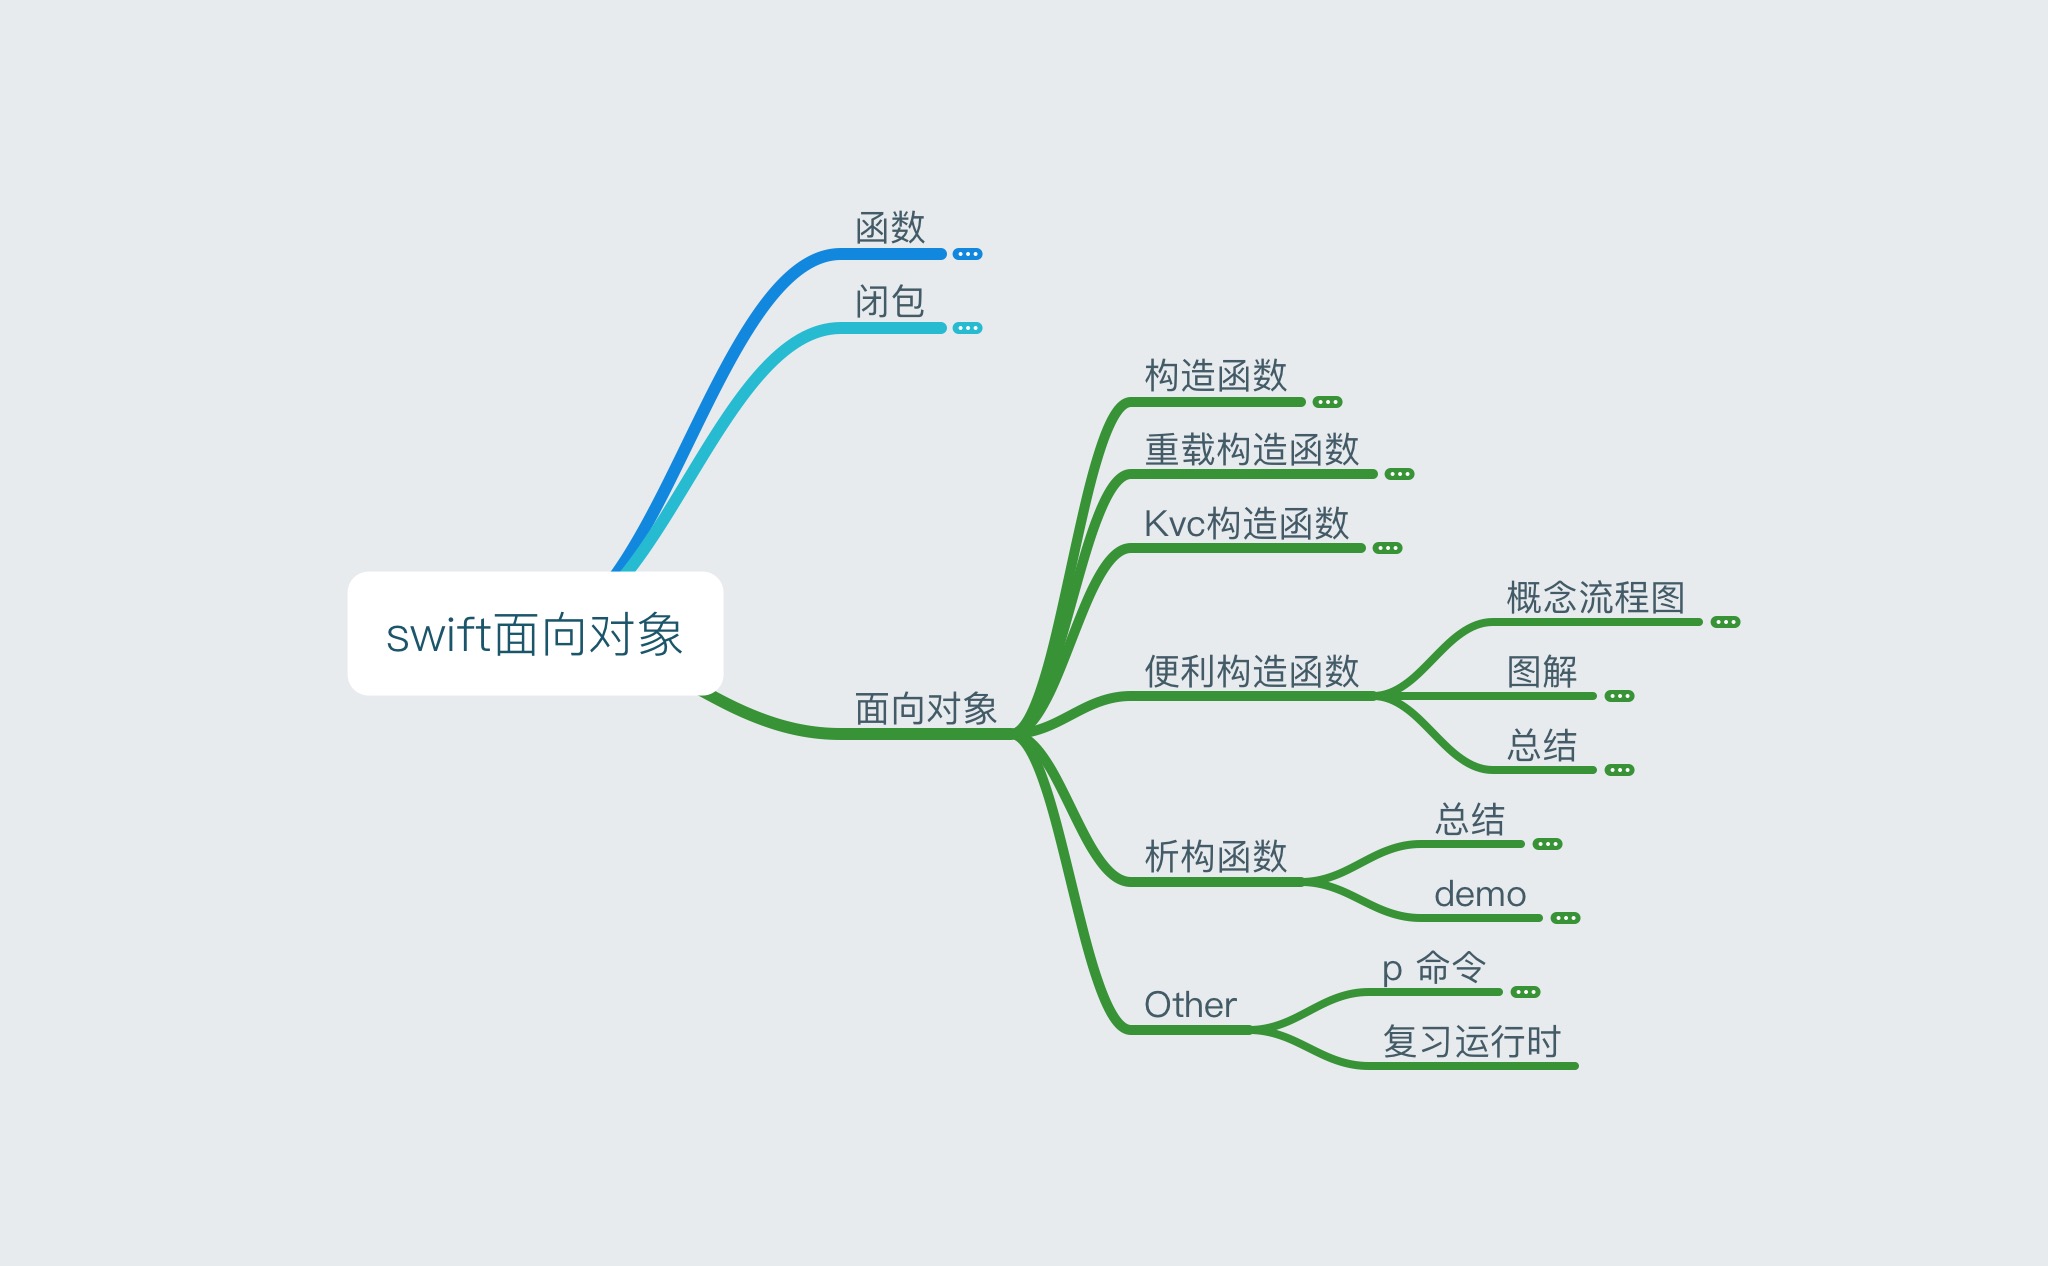 swift面向对象
函数
闭包
面向对象
构造函数
重载构造函数
Kvc构造函数
便利构造函数
概念流程图
图解
总结
析构函数
总结
demo
Other
p 命令
复习运行时